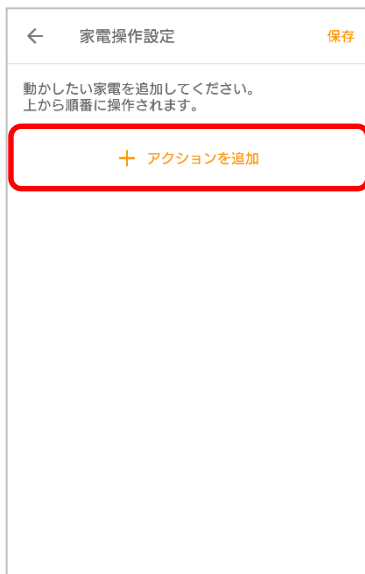 ← 家電操作設定 保存
動かしたい家電を追加してください。
上から順番に操作されます。
＋ アクションを追加